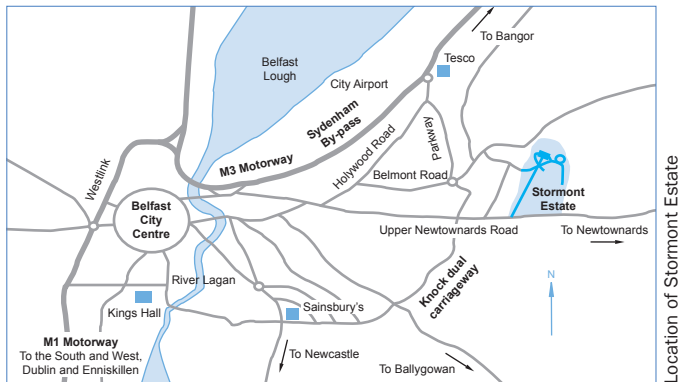 To Bangor
Tesco
Belfast
Lough
City Airport
Sydenham
By-pass
M3 Motorway
Holywood Road
Parkway
Belmont Road
Westlink
Belfast
City
Centre
Stormont
Estate
Upper Newtownards Road
To Newtownards
River Lagan
Knock dual
carriageway
N
Kings Hall
Sainsbury's
M1 Motorway
To the South and West,
Dublin and Enniskillen
To Newcastle
To Ballygowan
Location of Stormont Estate